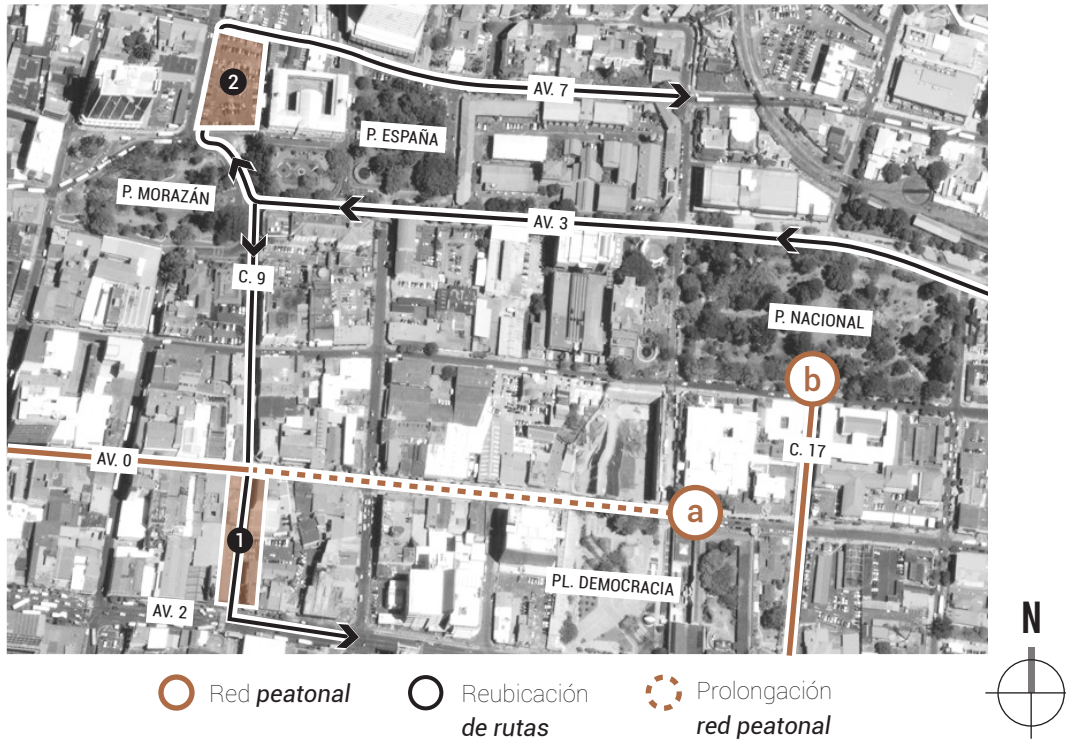 2
AV. 7
P. ESPAÑA
P. MORAZÁN
AV. 3
C. 9
P. NACIONAL
b
AV. 0
C. 17
a
1
PL. DEMOCRACIA
AV. 2
N
Red peatonal
Reubicación
de rutas
Prolongación
red peatonal